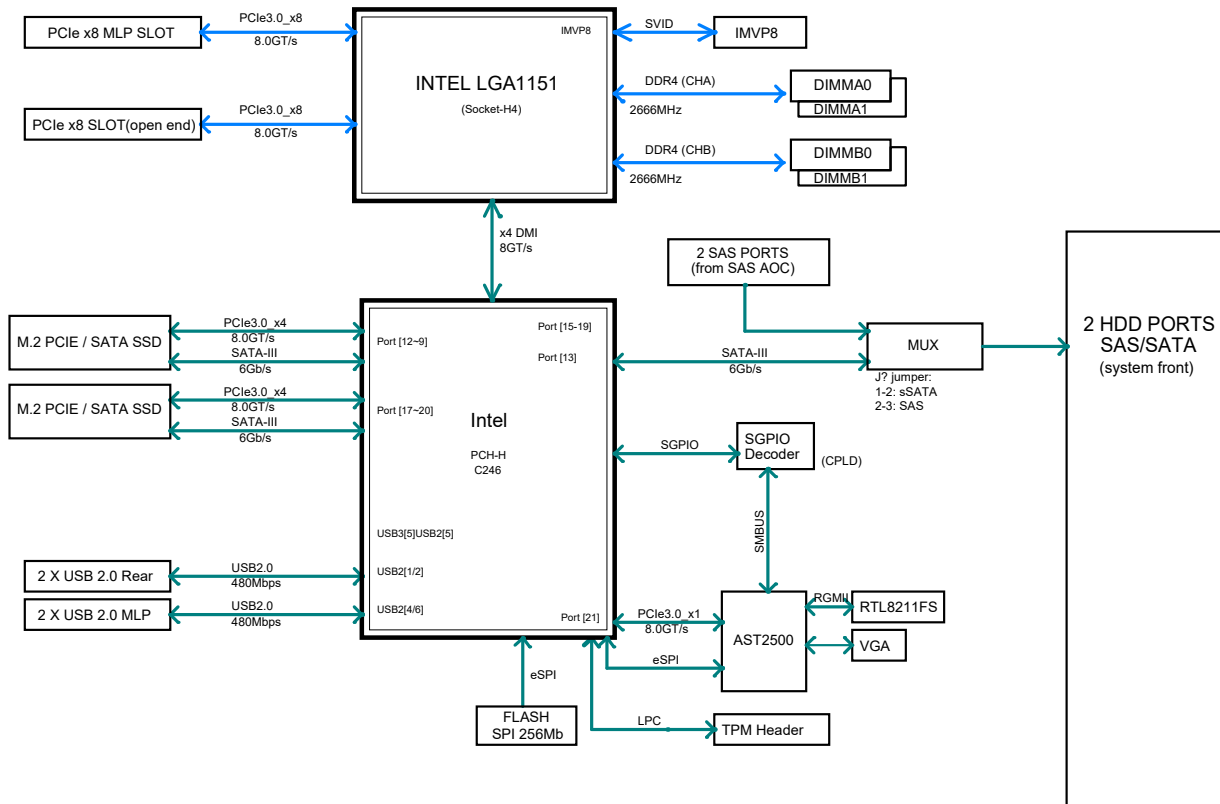 PCIe x8 MLP SLOT
PCIe3.0_x8
8.0GT/s
PCIe x8 SLOT(open end)
PCIe3.0_x8
8.0GT/s
IMVP8
INTEL LGA1151
(Socket-H4)
SVID
IMVP8
DDR4 (CHA)
2666MHz
DIMMA0
DIMMA1
DDR4 (CHB)
2666MHz
DIMMB0
DIMMB1
x4 DMI
8GT/s
2 SAS PORTS
(from SAS AOC)
M.2 PCIE / SATA SSD
PCIe3.0_x4
8.0GT/s
SATA-III
6Gb/s
M.2 PCIE / SATA SSD
PCIe3.0_x4
8.0GT/s
SATA-III
6Gb/s
Port [12~9]
Port [17~20]
Port [15-19]
Port [13]
Intel
PCH-H
C246
USB3[5]USB2[5]
USB2[1/2]
USB2[4/6]
Port [21]
SATA-III
6Gb/s
MUX
J? jumper:
1-2: sSATA
2-3: SAS
2 HDD PORTS
SAS/SATA
(system front)
SGPIO
SGPIO
Decoder
(CPLD)
SMBUS
2 X USB 2.0 Rear
USB2.0
480Mbps
2 X USB 2.0 MLP
USB2.0
480Mbps
PCIe3.0_x1
8.0GT/s
eSPI
AST2500
RGMII
RTL8211FS
VGA
eSPI
FLASH
SPI 256Mb
LPC
TPM Header